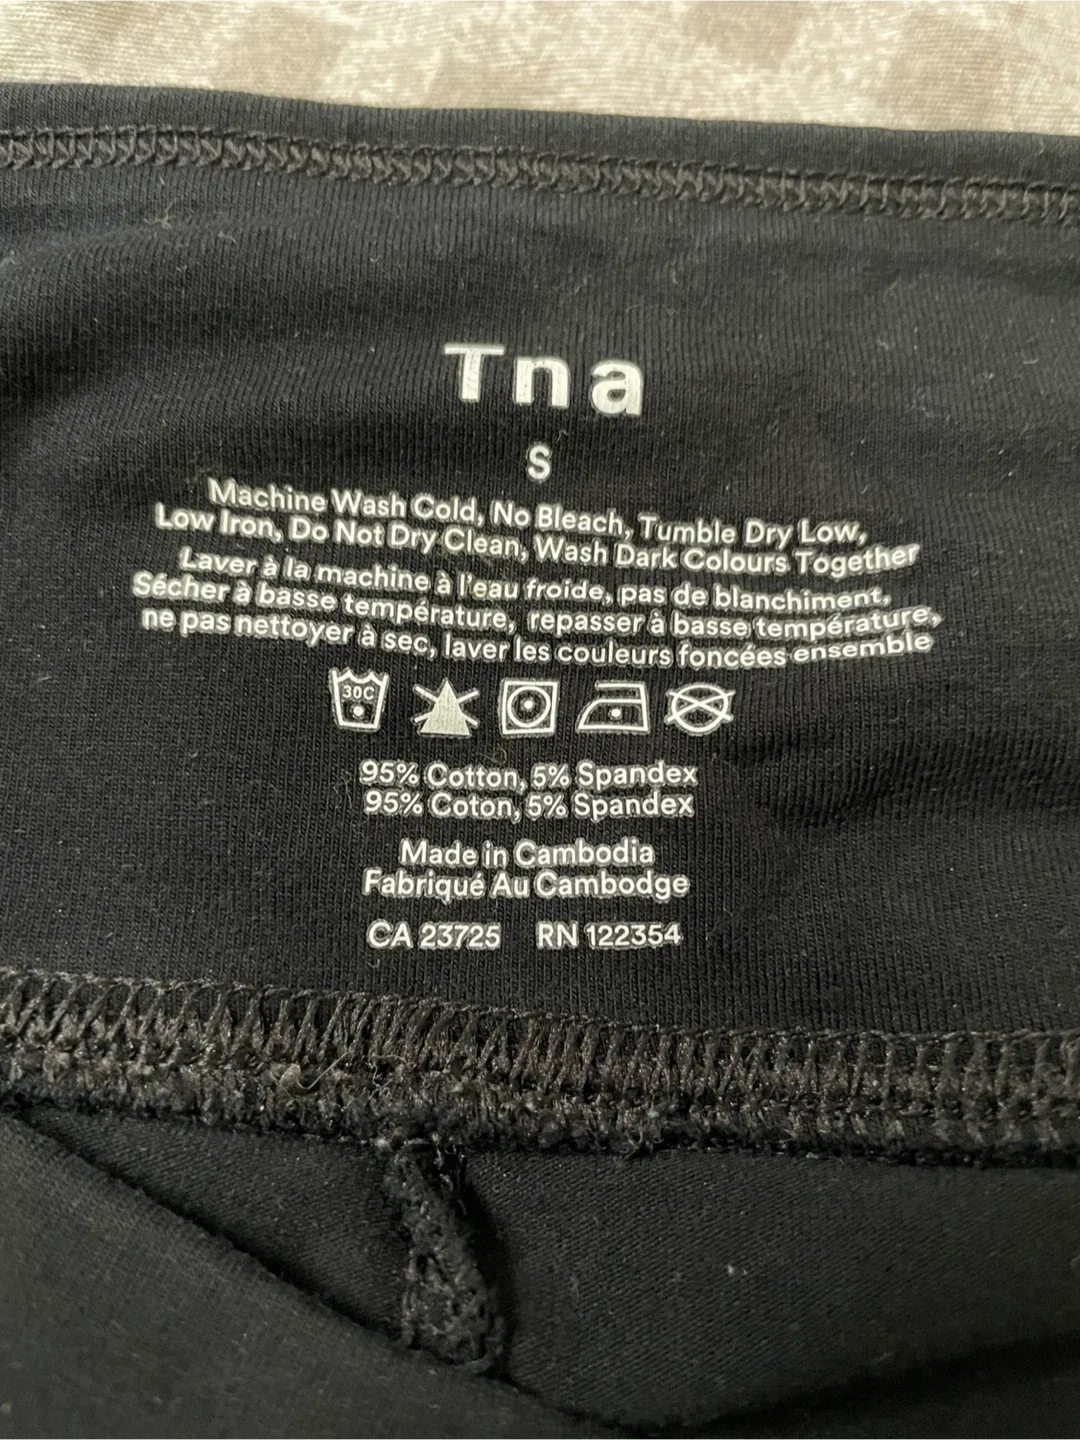 Tna
S
Machine Wash Cold, No Bleach, Tumble Dry Low,
Low Iron, Do Not Dry Clean, Wash Dark Colours Together
Laver à la machine à l'eau froide, pas de blanchiment,
Sécher à basse température, repasser à basse température,
ne pas nettoyer à sec, laver les couleurs foncées ensemble
30C
95% Cotton, 5% Spandex
95% Coton, 5% Spandex
Made in Cambodia
Fabriqué Au Cambodge
CA 23725 RN 122354